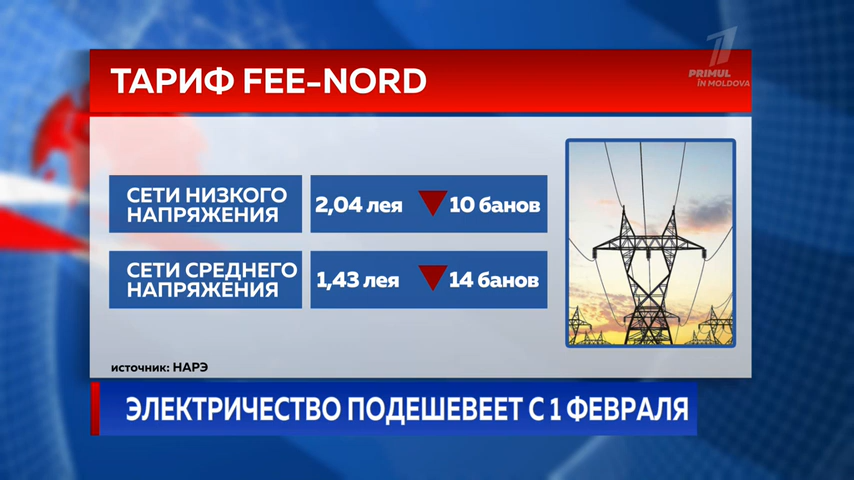 ТАРИФ FEE-NORD
1
PRIMUL
ÎN MOLDOVA
СЕТИ НИЗКОГО
НАПРЯЖЕНИЯ
2,04 лея
10 банов
СЕТИ СРЕДНЕГО
НАПРЯЖЕНИЯ
1,43 лея
14 банов
источник: НАРЭ
ЭЛЕКТРИЧЕСТВО ПОДЕШЕВЕЕТ С 1 ФЕВРАЛЯ